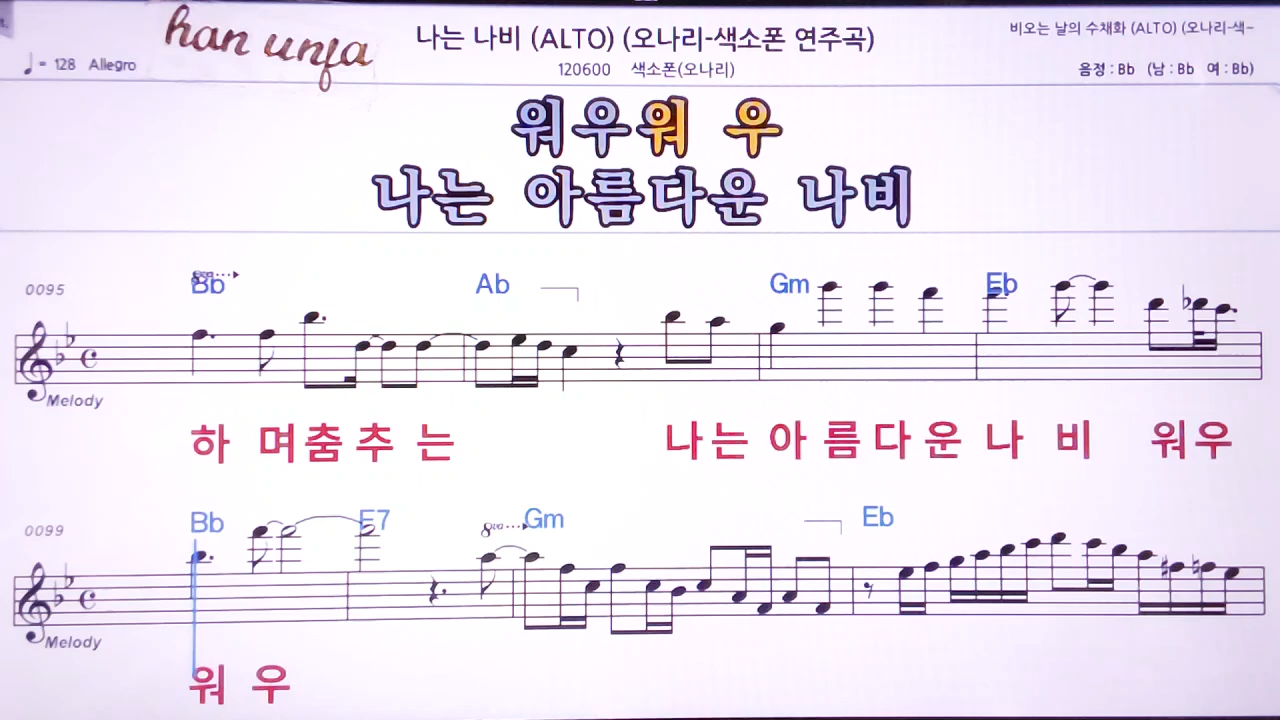 han unfa
나는 나비 (ALTO) (오나리-색소폰 연주곡)
비오는 날의 수채화 (ALTO) (오나리-색-
♩= 128 Allegro
120600 색소폰(오나리)
음정 : Bb (남 : Bb 여 : Bb)
워우워 우
나는 아름다운 나비
0095 Bb Ab Gm Eb
Melody
하 며춤 추 는 나는 아 름 다 운 나 비 워우
0099 Bb F7 8va Gm Eb
Melody
워 우